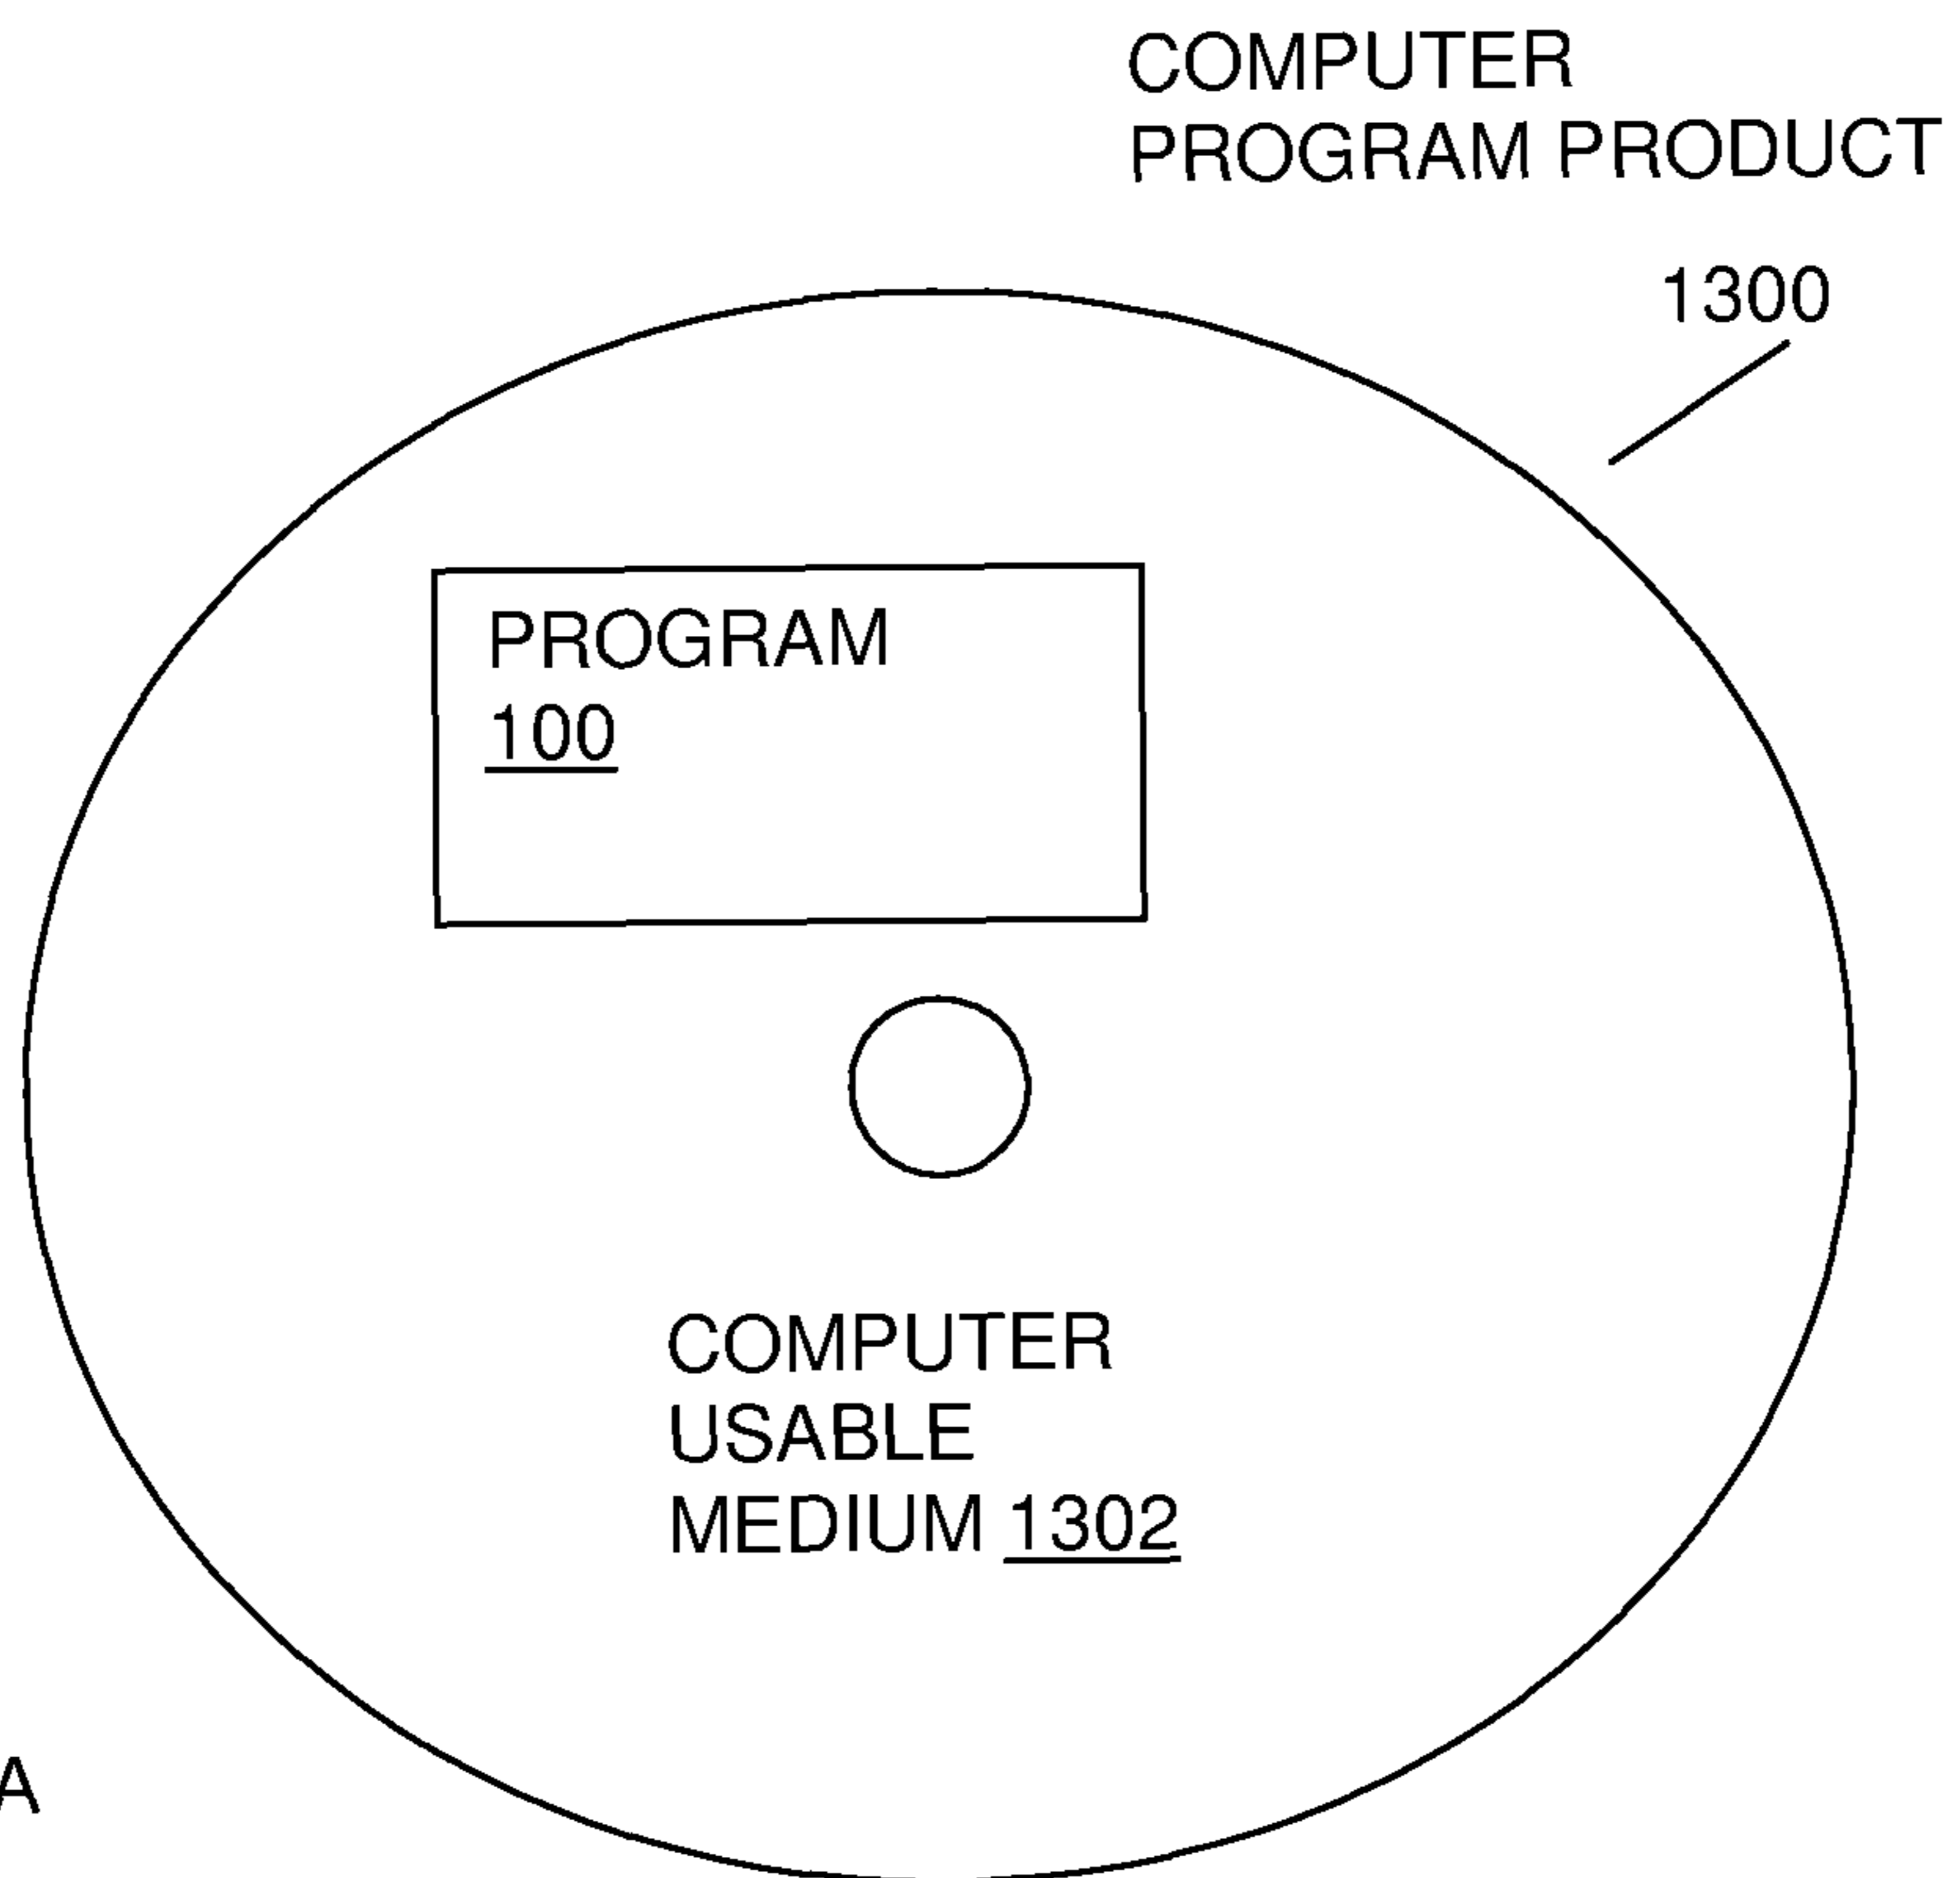 COMPUTER
PROGRAM PRODUCT
1300
PROGRAM
100
COMPUTER
USABLE
MEDIUM 1302
A